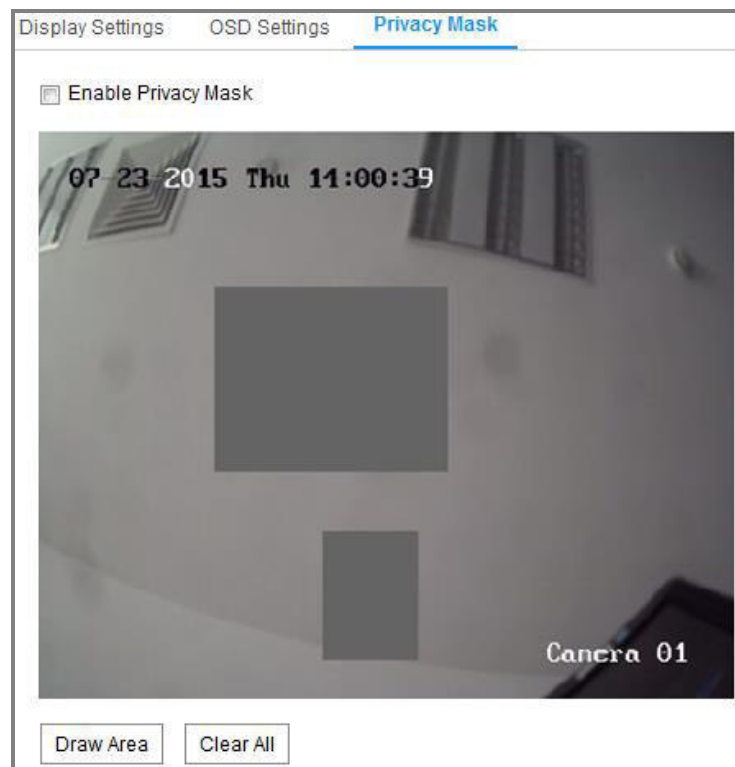 Display Settings OSD Settings Privacy Mask
Enable Privacy Mask
07-23-2015 Thu 11:00:39
Camera 01
Draw Area Clear All